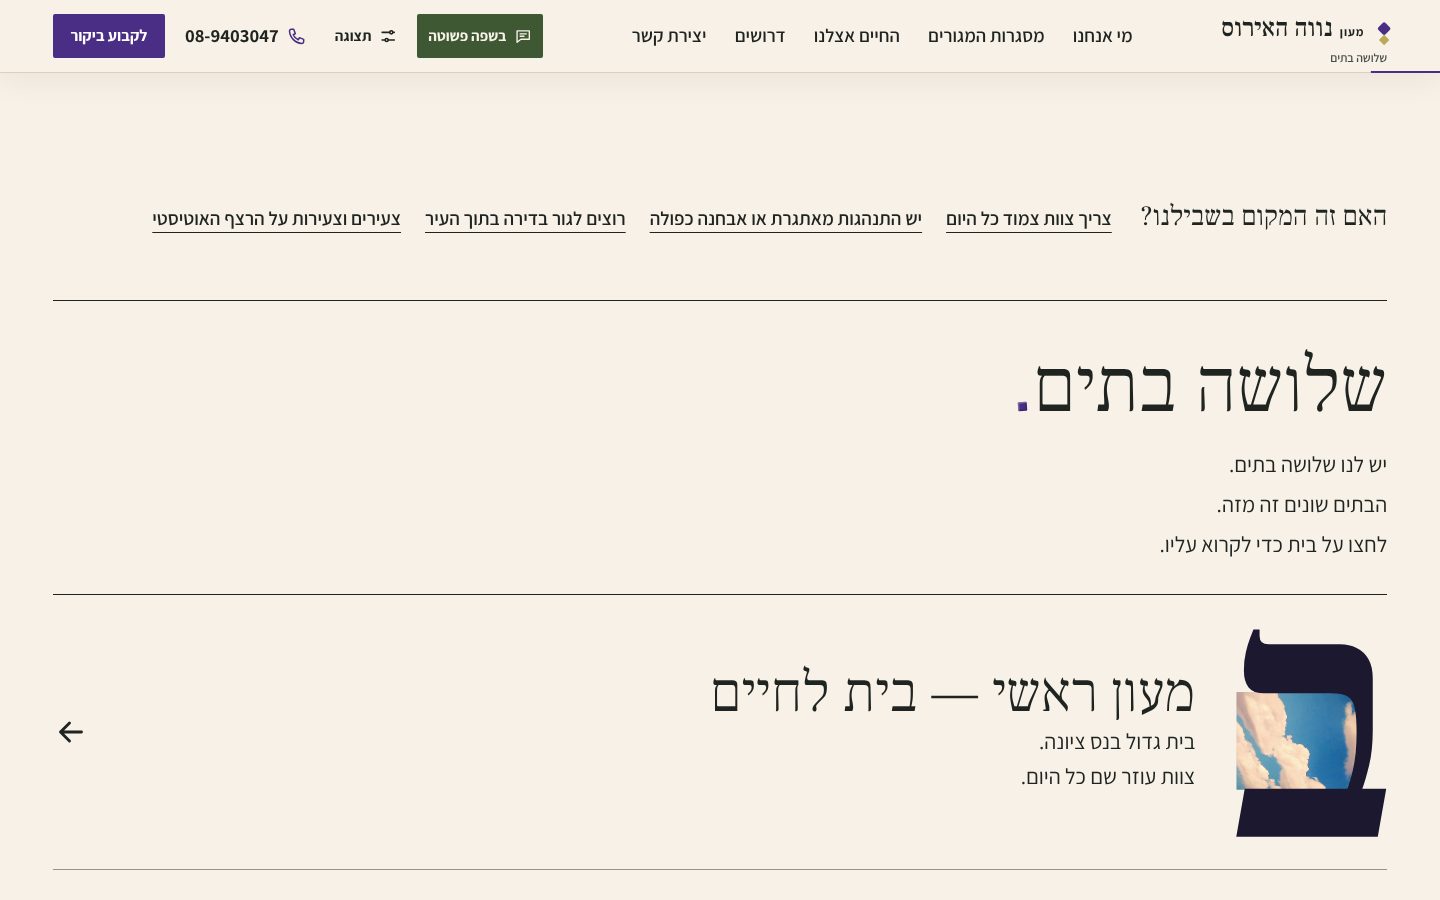 מעון נווה האירוס
שלושה בתים
מי אנחנו מסגרות המגורים החיים אצלנו דרושים יצירת קשר
בשפה פשוטה
תצוגה
08-9403047
לקבוע ביקור
האם זה המקום בשבילנו? צריך צוות צמוד כל היום יש התנהגות מאתגרת או אבחנה כפולה רוצים לגור בדירה בתוך העיר צעירים וצעירות על הרצף האוטיסטי
שלושה בתים.
יש לנו שלושה בתים.
הבתים שונים זה מזה.
לחצו על בית כדי לקרוא עליו.
ב
מעון ראשי — בית לחיים
בית גדול בנס ציונה.
צוות עוזר שם כל היום.